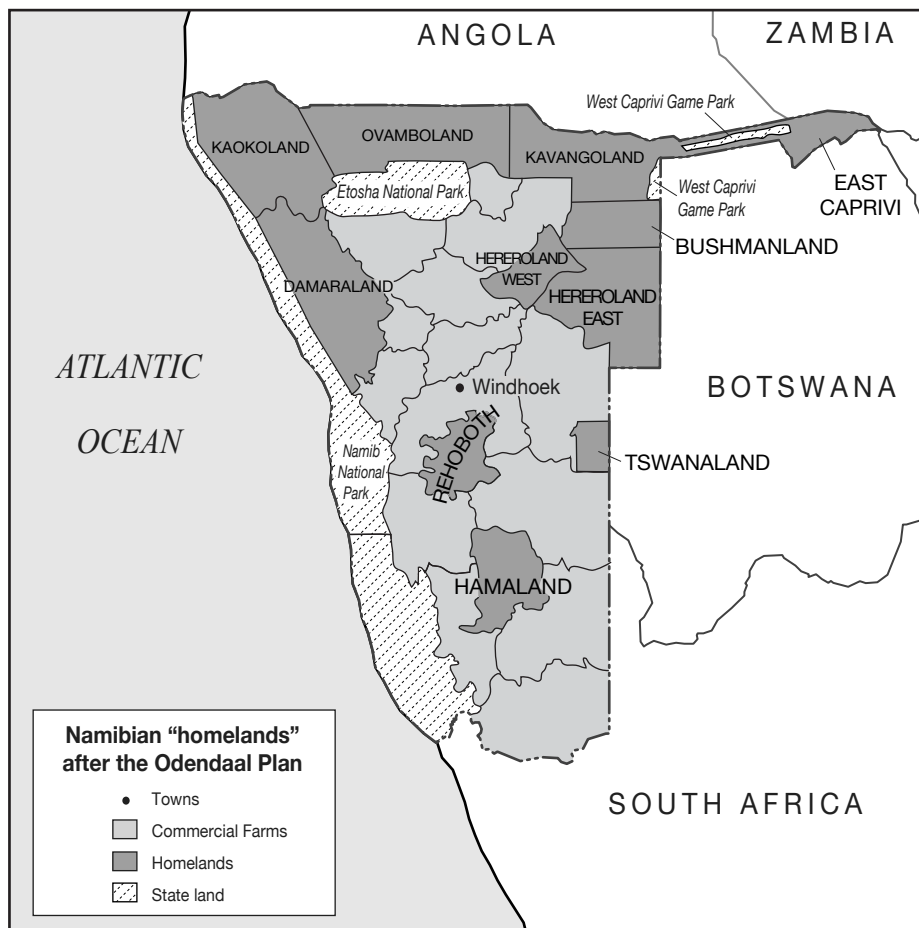 ANGOLA
ZAMBIA
West Caprivi Game Park
OVAMBOLAND
KAOKOLAND
KAVANGOLAND
Etosha National Park
West Caprivi
Game Park
EAST
CAPRIVI
BUSHMANLAND
HEREROLAND
WEST
DAMARALAND
HEREROLAND
EAST
ATLANTIC
OCEAN
Windhoek
BOTSWANA
REHOBOTH
Namib
National
Park
TSWANALAND
HAMALAND
SOUTH AFRICA
Namibian “homelands”
after the Odendaal Plan
Towns
Commercial Farms
Homelands
State land